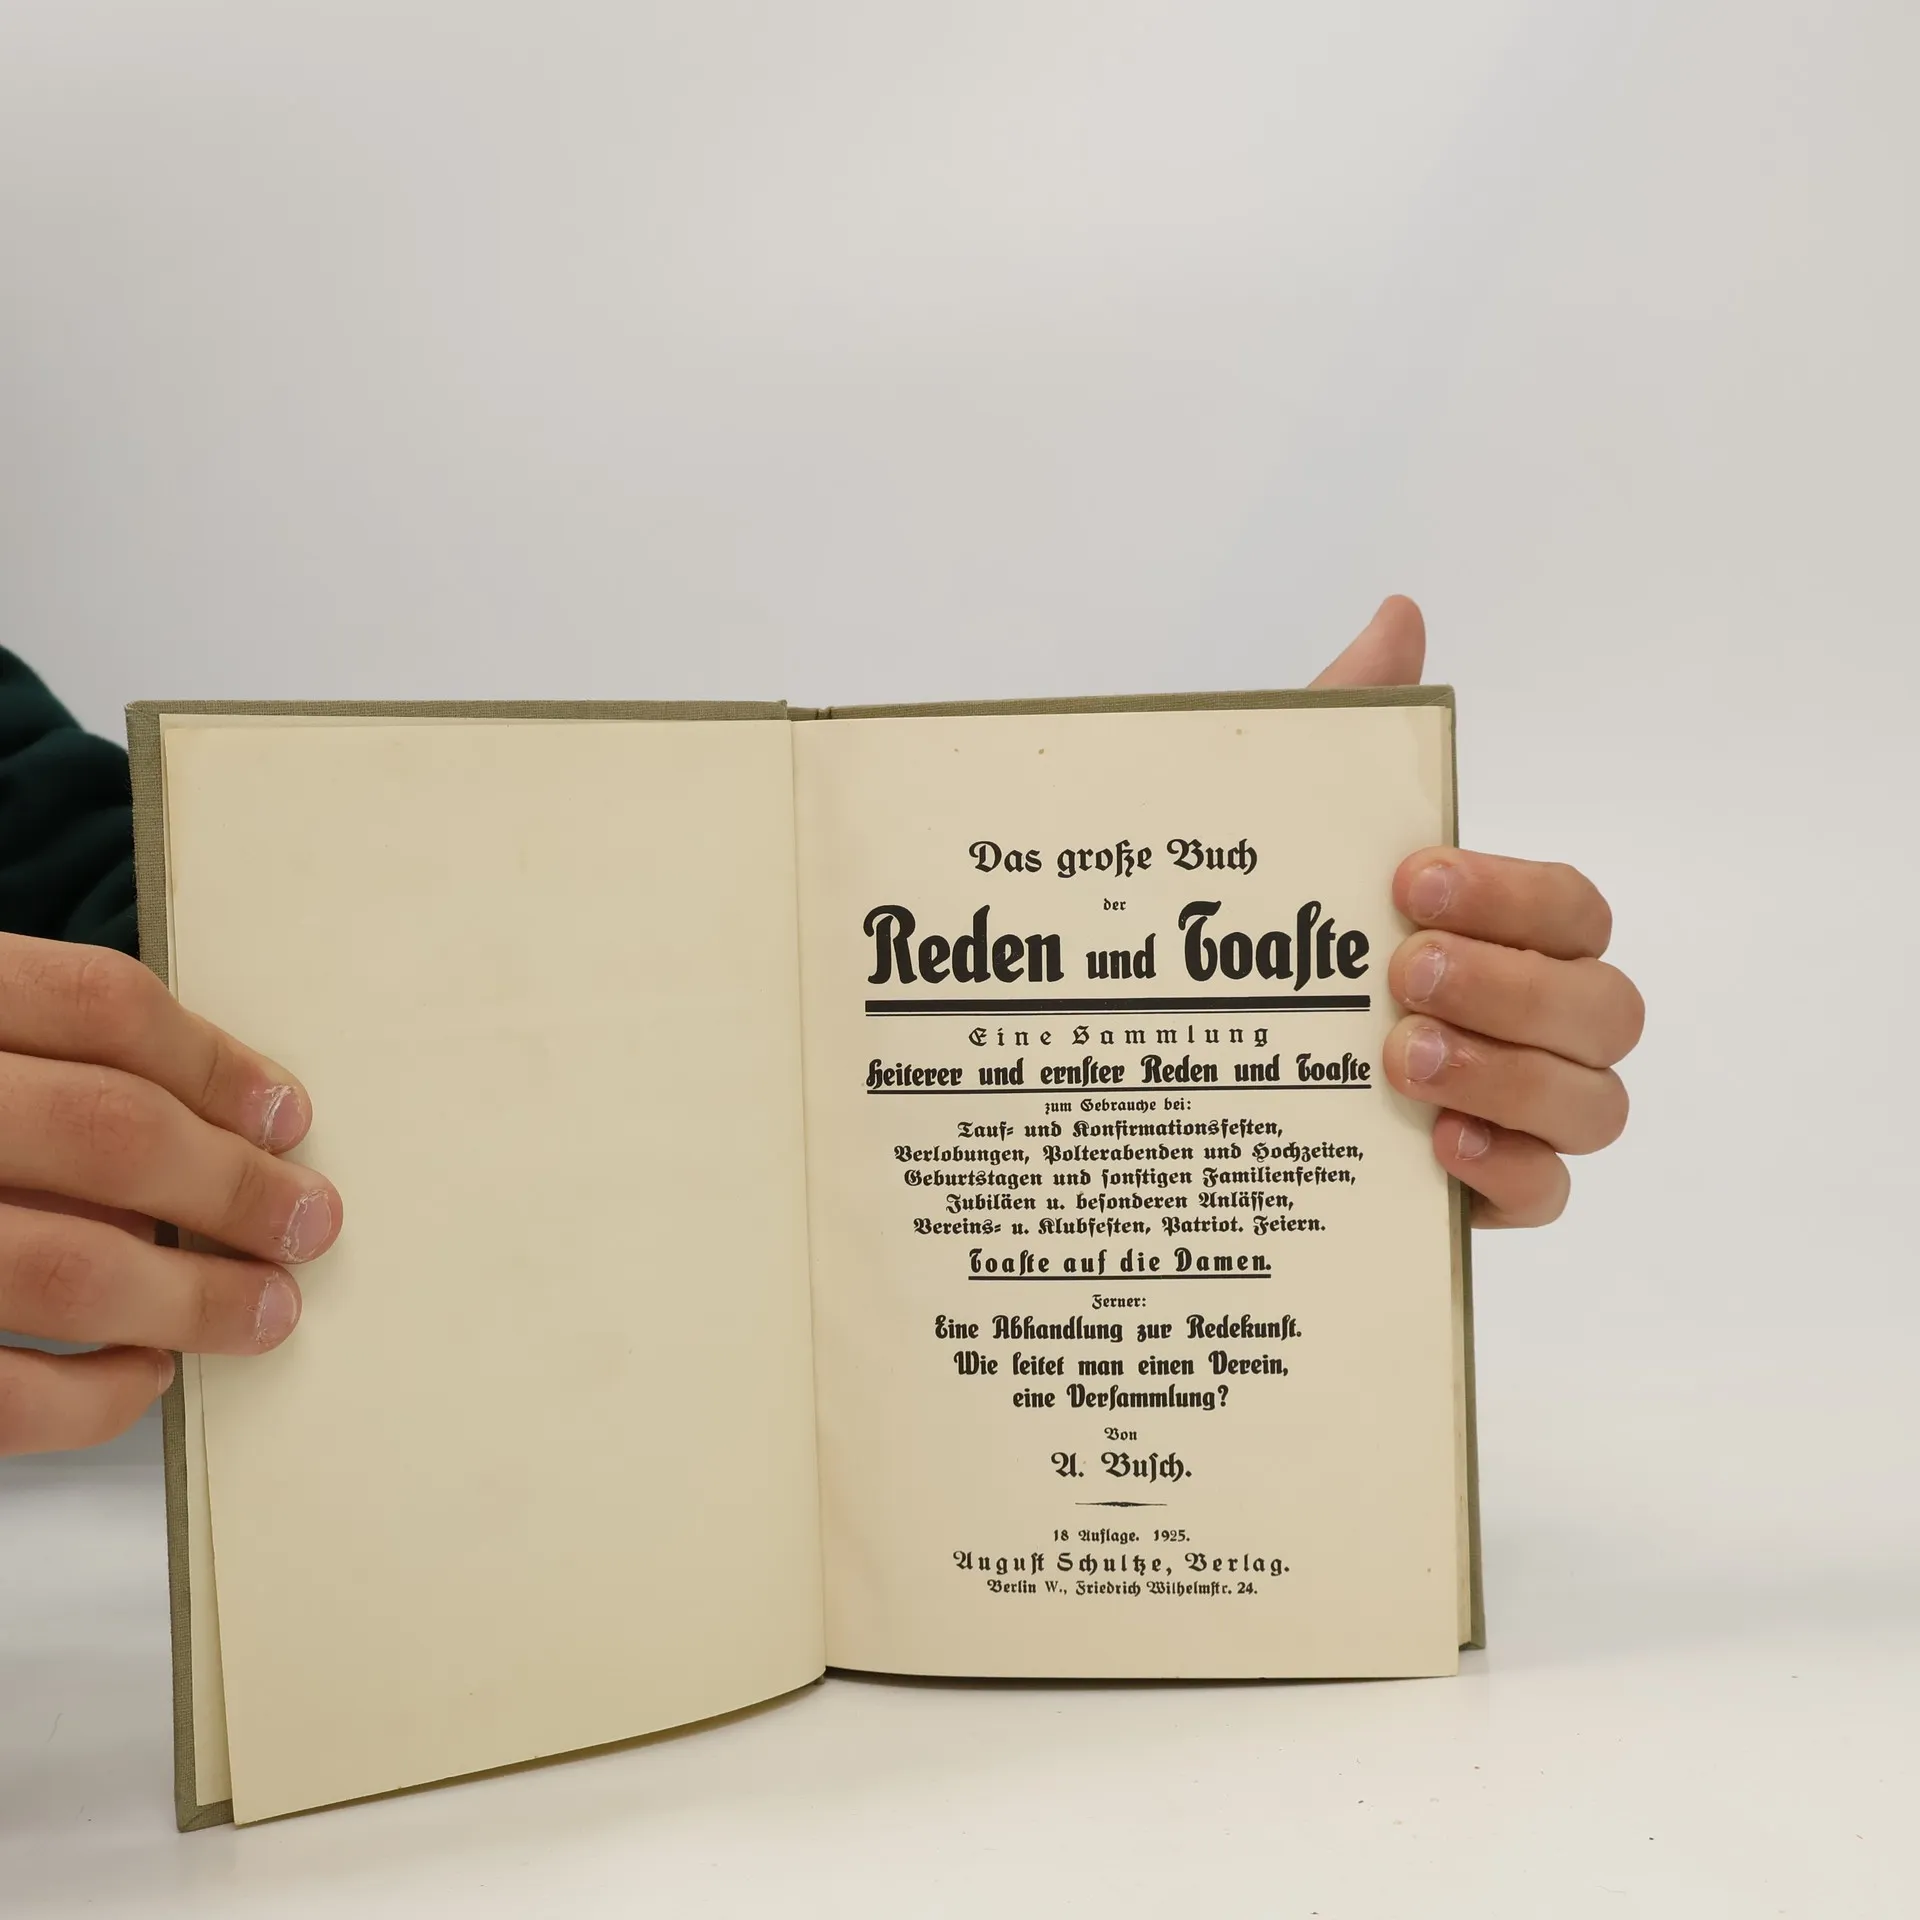 Das große Buch
der
Reden und Toaste
Eine Sammlung
heiterer und ernster Reden und Toaste
zum Gebrauche bei:
Tauf- und Konfirmationsfesten,
Verlobungen, Polterabenden und Hochzeiten,
Geburtstagen und sonstigen Familienfesten,
Jubiläen u. besonderen Anlässen,
Vereins- u. Klubfesten, Patriot. Feiern.
Toaste auf die Damen.
Ferner:
Eine Abhandlung zur Redekunst.
Wie leitet man einen Verein,
eine Versammlung?
Von
A. Busch.
18 Auflage. 1925.
August Schultze, Verlag.
Berlin W., Friedrich Wilhelmstr. 24.